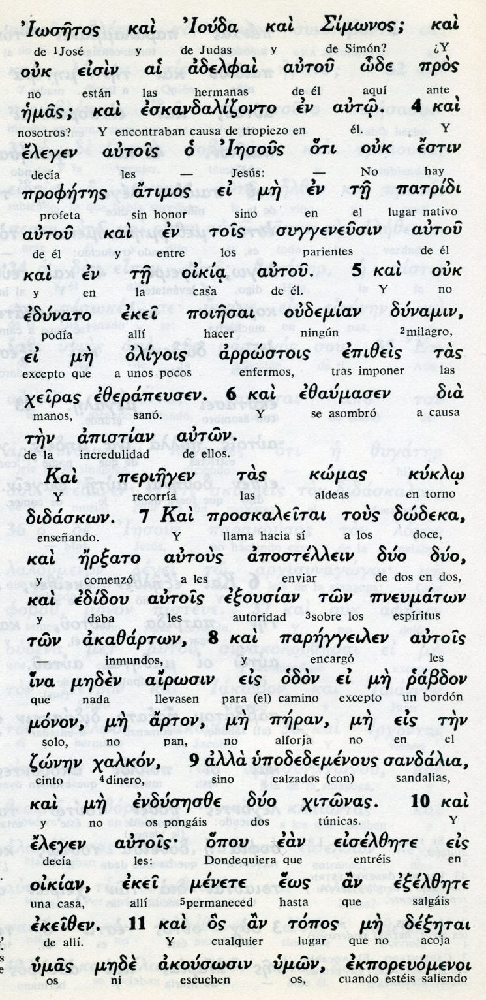 Ἰωσῆτος καὶ Ἰούδα καὶ Σίμωνος; καὶ
de ¹José y de Judas y de Simón? ¿Y
οὐκ εἰσὶν αἱ ἀδελφαὶ αὐτοῦ ὧδε πρὸς
no están las hermanas de él aquí ante
ἡμᾶς; καὶ ἐσκανδαλίζοντο ἐν αὐτῷ. 4 καὶ
nosotros? Y encontraban causa de tropiezo en él. Y
ἔλεγεν αὐτοῖς ὁ Ἰησοῦς ὅτι οὐκ ἔστιν
decía les — Jesús: — No hay
προφήτης ἄτιμος εἰ μὴ ἐν τῇ πατρίδι
profeta sin honor sino en el lugar nativo
αὐτοῦ καὶ ἐν τοῖς συγγενεῦσιν αὐτοῦ
de él y entre los parientes de él
καὶ ἐν τῇ οἰκίᾳ αὐτοῦ. 5 καὶ οὐκ
y en la casa de él. Y no
ἐδύνατο ἐκεῖ ποιῆσαι οὐδεμίαν δύναμιν,
podía allí hacer ningún ²milagro,
εἰ μὴ ὀλίγοις ἀρρώστοις ἐπιθεὶς τὰς
excepto que a unos pocos enfermos, tras imponer las
χεῖρας ἐθεράπευσεν. 6 καὶ ἐθαύμασεν διὰ
manos, sanó. Y se asombró a causa
τὴν ἀπιστίαν αὐτῶν.
de la incredulidad de ellos.
Καὶ περιῆγεν τὰς κώμας κύκλῳ
Y recorría las aldeas en torno
διδάσκων. 7 Καὶ προσκαλεῖται τοὺς δώδεκα,
enseñando. Y llama hacia sí a los doce,
καὶ ἤρξατο αὐτοὺς ἀποστέλλειν δύο δύο,
y comenzó a les enviar de dos en dos,
καὶ ἐδίδου αὐτοῖς ἐξουσίαν τῶν πνευμάτων
y daba les autoridad ³sobre los espíritus
τῶν ἀκαθάρτων, 8 καὶ παρήγγειλεν αὐτοῖς
— inmundos, y encargó les
ἵνα μηδὲν αἴρωσιν εἰς ὁδὸν εἰ μὴ ῥάβδον
que nada llevasen para (el) camino excepto un bordón
μόνον, μὴ ἄρτον, μὴ πήραν, μὴ εἰς τὴν
solo, no pan, no alforja no en el
ζώνην χαλκόν, 9 ἀλλὰ ὑποδεδεμένους σανδάλια,
cinto ⁴dinero, sino calzados (con) sandalias,
καὶ μὴ ἐνδύσησθε δύο χιτῶνας. 10 καὶ
y no os pongáis dos túnicas. Y
ἔλεγεν αὐτοῖς· ὅπου ἐὰν εἰσέλθητε εἰς
decía les: Dondequiera que entréis en
οἰκίαν, ἐκεῖ μένετε ἕως ἂν ἐξέλθητε
una casa, allí ⁵permaneced hasta que salgáis
ἐκεῖθεν. 11 καὶ ὃς ἂν τόπος μὴ δέξηται
de allí. Y cualquier lugar que no acoja
ὑμᾶς μηδὲ ἀκούσωσιν ὑμῶν, ἐκπορευόμενοι
os ni escuchen os, cuando estéis saliendo